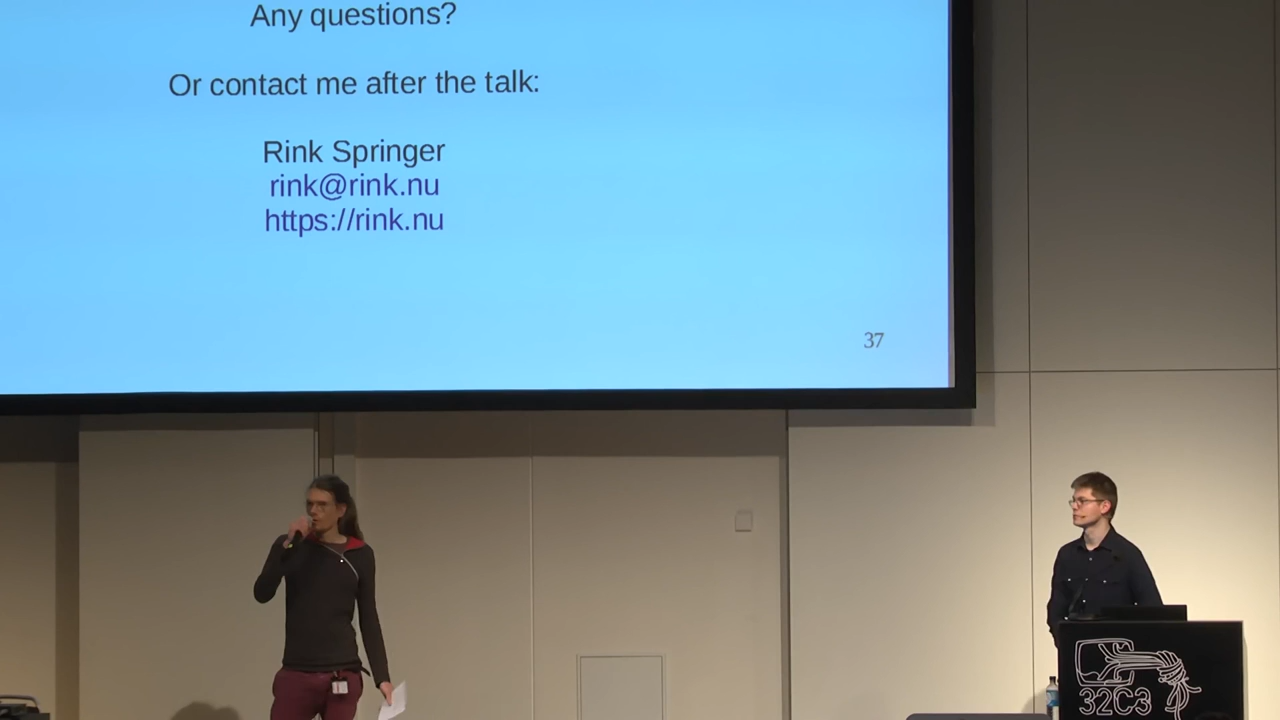 Any questions?
Or contact me after the talk:
Rink Springer
rink@rink.nu
https://rink.nu
37
32C3